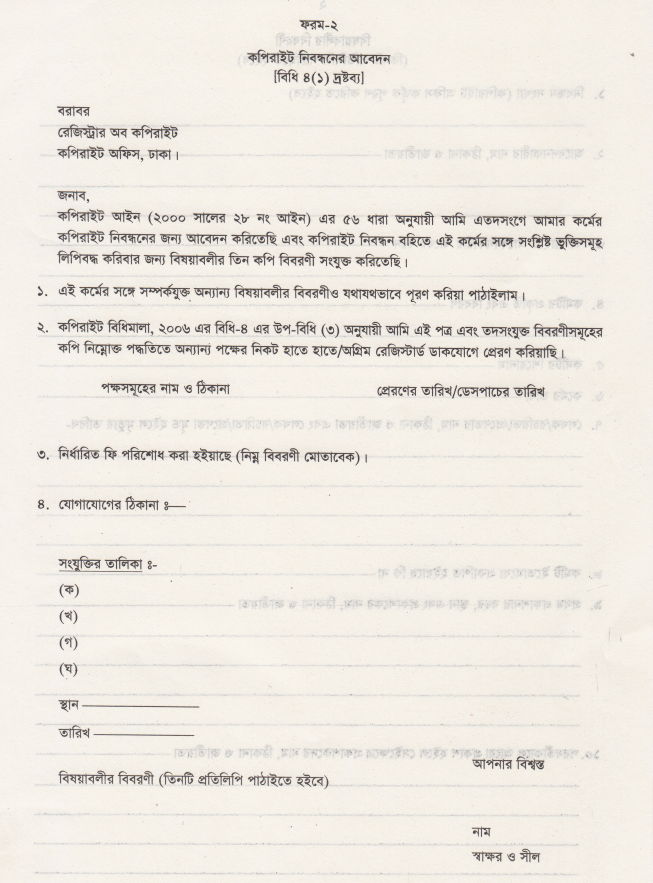 ফরম-২
কপিরাইট নিবন্ধনের আবেদন
[বিধি ৪(১) দ্রষ্টব্য]
বরাবর
রেজিস্ট্রার অব কপিরাইট
কপিরাইট অফিস, ঢাকা।
জনাব,
কপিরাইট আইন (২০০০ সালের ২৮ নং আইন) এর ৫৬ ধারা অনুযায়ী আমি এতদসংগে আমার কর্মের
কপিরাইট নিবন্ধনের জন্য আবেদন করিতেছি এবং কপিরাইট নিবন্ধন বহিতে এই কর্মের সঙ্গে সংশ্লিষ্ট ভুক্তিসমূহ
লিপিবদ্ধ করিবার জন্য বিষয়াবলীর তিন কপি বিবরণী সংযুক্ত করিতেছি।
১. এই কর্মের সঙ্গে সম্পর্কযুক্ত অন্যান্য বিষয়াবলীর বিবরণীও যথাযথভাবে পূরণ করিয়া পাঠাইলাম।
২. কপিরাইট বিধিমালা, ২০০৬ এর বিধি-৪ এর উপ-বিধি (৩) অনুযায়ী আমি এই পত্র এবং তদসংযুক্ত বিবরণীসমূহের
কপি নিম্নোক্ত পদ্ধতিতে অন্যান্য পক্ষের নিকট হাতে হাতে/অগ্রিম রেজিস্টার্ড ডাকযোগে প্রেরণ করিয়াছি।
পক্ষসমূহের নাম ও ঠিকানা প্রেরণের তারিখ/ডেসপাচের তারিখ
৩. নির্ধারিত ফি পরিশোধ করা হইয়াছে (নিম্ন বিবরণী মোতাবেক)।
৪. যোগাযোগের ঠিকানা ঃ—
সংযুক্তির তালিকা ঃ-
(ক)
(খ)
(গ)
(ঘ)
স্থান
তারিখ
আপনার বিশ্বস্ত
বিষয়াবলীর বিবরণী (তিনটি প্রতিলিপি পাঠাইতে হইবে)
নাম
স্বাক্ষর ও সীল